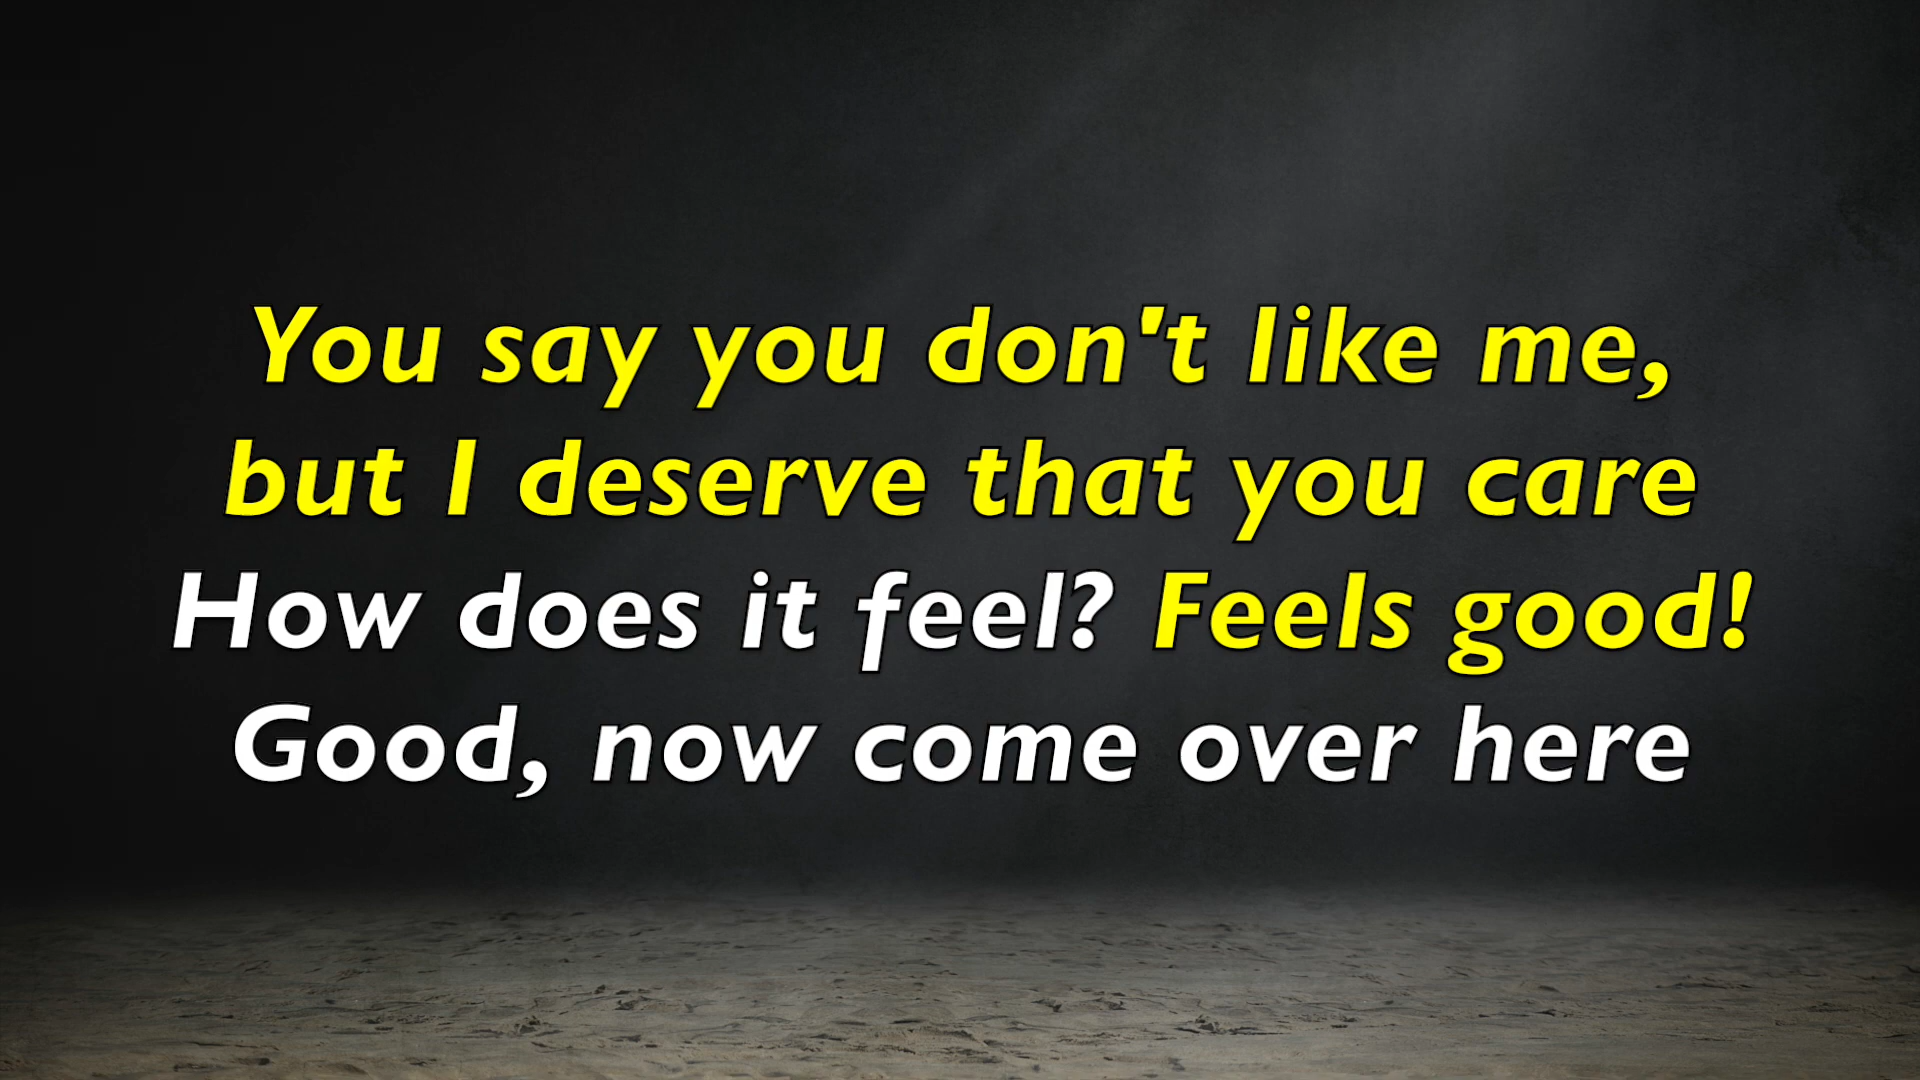 You say you don't like me,
but I deserve that you care
How does it feel? Feels good!
Good, now come over here